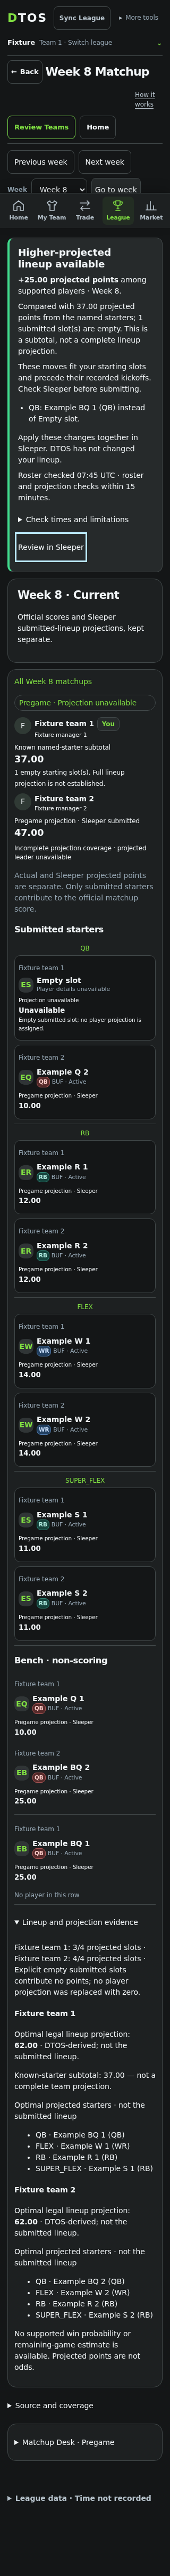 DTOS
Sync League
▸ More tools
Fixture Team 1 · Switch league
← Back
Week 8 Matchup
How it
works
Review Teams
Home
Previous week
Next week
Week
Week 8
Go to week
Home
My Team
Trade
League
Market
Higher-projected
lineup available
+25.00 projected points among
supported players · Week 8.
Compared with 37.00 projected
points from the named starters; 1
submitted slot(s) are empty. This is
a subtotal, not a complete lineup
projection.
These moves your starting slots
and precede their recorded kickoffs.
Check Sleeper before submitting.
• QB: Example BQ 1 (QB) instead
of Empty slot.
Apply these changes together in
Sleeper. DTOS has not changed
your lineup.
Roster checked 07:45 UTC · roster
and projection checks within 15
minutes.
▸ Check times and limitations
Review in Sleeper
Week 8 · Current
Official scores and Sleeper
submitted-lineup projections, kept
separate.
All Week 8 matchups
Pregame · Projection unavailable
F
Fixture team 1
You
Fixture manager 1
Known named-starter subtotal
37.00
1 empty starting slot(s). Full lineup
projection is not established.
F
Fixture team 2
Fixture manager 2
Pregame projection · Sleeper submitted
47.00
Incomplete projection coverage · projected
leader unavailable
Actual and Sleeper projected points
are separate. Only submitted starters
contribute to the official matchup
score.
Submitted starters
QB
Fixture team 1
ES
Empty slot
Player details unavailable
Projection unavailable
Unavailable
Empty submitted slot; no player projection is
assigned.
Fixture team 2
EQ
Example Q 2
QB BUF · Active
Pregame projection · Sleeper
10.00
RB
Fixture team 1
ER
Example R 1
RB BUF · Active
Pregame projection · Sleeper
12.00
Fixture team 2
ER
Example R 2
RB BUF · Active
Pregame projection · Sleeper
12.00
FLEX
Fixture team 1
EW
Example W 1
WR BUF · Active
Pregame projection · Sleeper
14.00
Fixture team 2
EW
Example W 2
WR BUF · Active
Pregame projection · Sleeper
14.00
SUPER_FLEX
Fixture team 1
ES
Example S 1
RB BUF · Active
Pregame projection · Sleeper
11.00
Fixture team 2
ES
Example S 2
RB BUF · Active
Pregame projection · Sleeper
11.00
Bench · non-scoring
Fixture team 1
EQ
Example Q 1
QB BUF · Active
Pregame projection · Sleeper
10.00
Fixture team 2
EB
Example BQ 2
QB BUF · Active
Pregame projection · Sleeper
25.00
Fixture team 1
EB
Example BQ 1
QB BUF · Active
Pregame projection · Sleeper
25.00
No player in this row
▾ Lineup and projection evidence
Fixture team 1: 3/4 projected slots ·
Fixture team 2: 4/4 projected slots ·
Explicit empty submitted slots
contribute no points; no player
projection was replaced with zero.
Fixture team 1
Optimal legal lineup projection:
62.00 · DTOS-derived; not the
submitted lineup.
Known-starter subtotal: 37.00 — not a
complete team projection.
Optimal projected starters · not the
submitted lineup
• QB · Example BQ 1 (QB)
• FLEX · Example W 1 (WR)
• RB · Example R 1 (RB)
• SUPER_FLEX · Example S 1 (RB)
Fixture team 2
Optimal legal lineup projection:
62.00 · DTOS-derived; not the
submitted lineup.
Optimal projected starters · not the
submitted lineup
• QB · Example BQ 2 (QB)
• FLEX · Example W 2 (WR)
• RB · Example R 2 (RB)
• SUPER_FLEX · Example S 2 (RB)
No supported win probability or
remaining-game estimate is
available. Projected points are not
odds.
▸ Source and coverage
▸ Matchup Desk · Pregame
▸ League data · Time not recorded